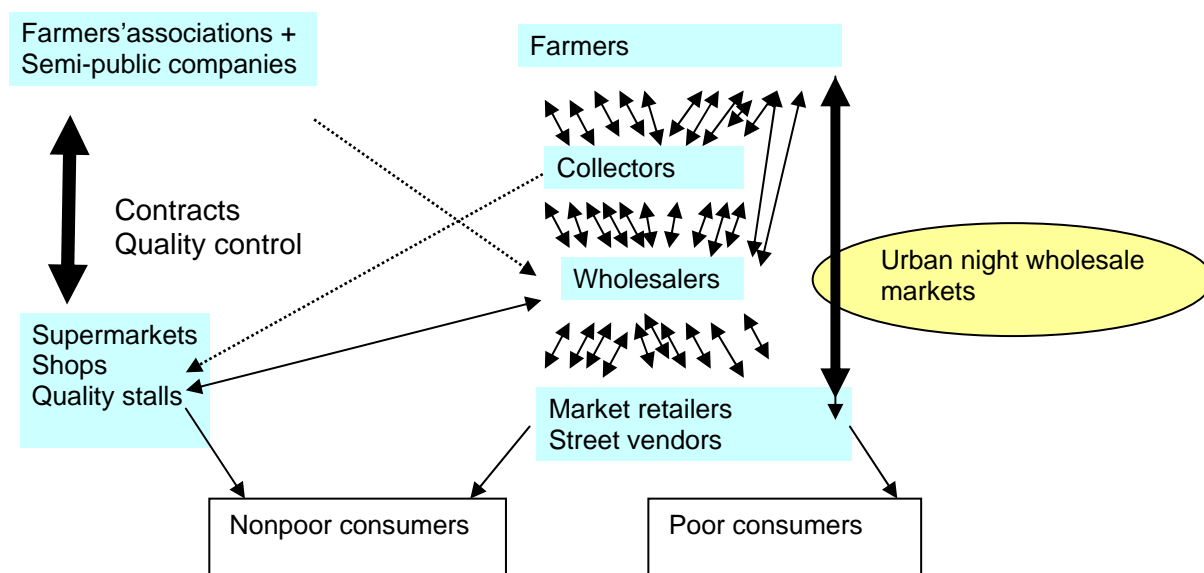 Farmers'associations +
Semi-public companies
Farmers
Collectors
Contracts
Quality control
Wholesalers
Urban night wholesale
markets
Supermarkets
Shops
Quality stalls
Market retailers
Street vendors
Nonpoor consumers
Poor consumers